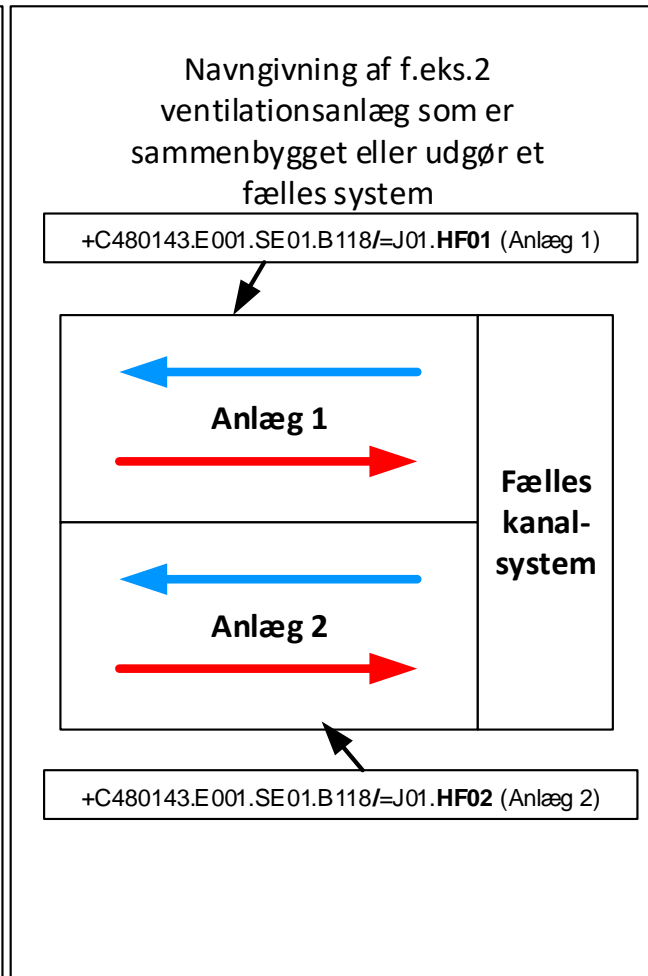 Navngivning af f.eks.2
ventilationsanlæg som er
sammenbygget eller udgør et
fælles system
+C480143.E001.SE01.B118/=J01.HF01 (Anlæg 1)
Anlæg 1
Fælles
kanal-
system
Anlæg 2
+C480143.E001.SE01.B118/=J01.HF02 (Anlæg 2)